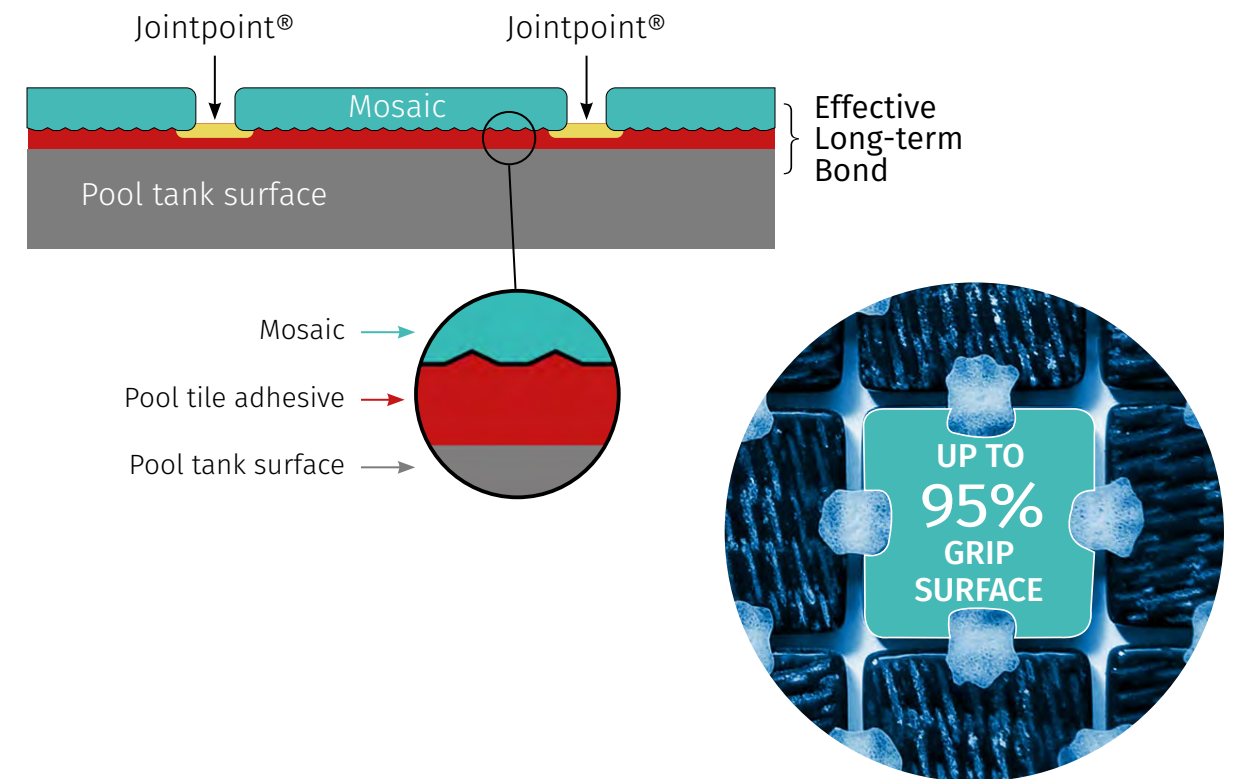 Jointpoint®
Jointpoint®
Mosaic
Effective
Long-term
Bond
Pool tank surface
Mosaic
Pool tile adhesive
Pool tank surface
UP TO
95%
GRIP
SURFACE